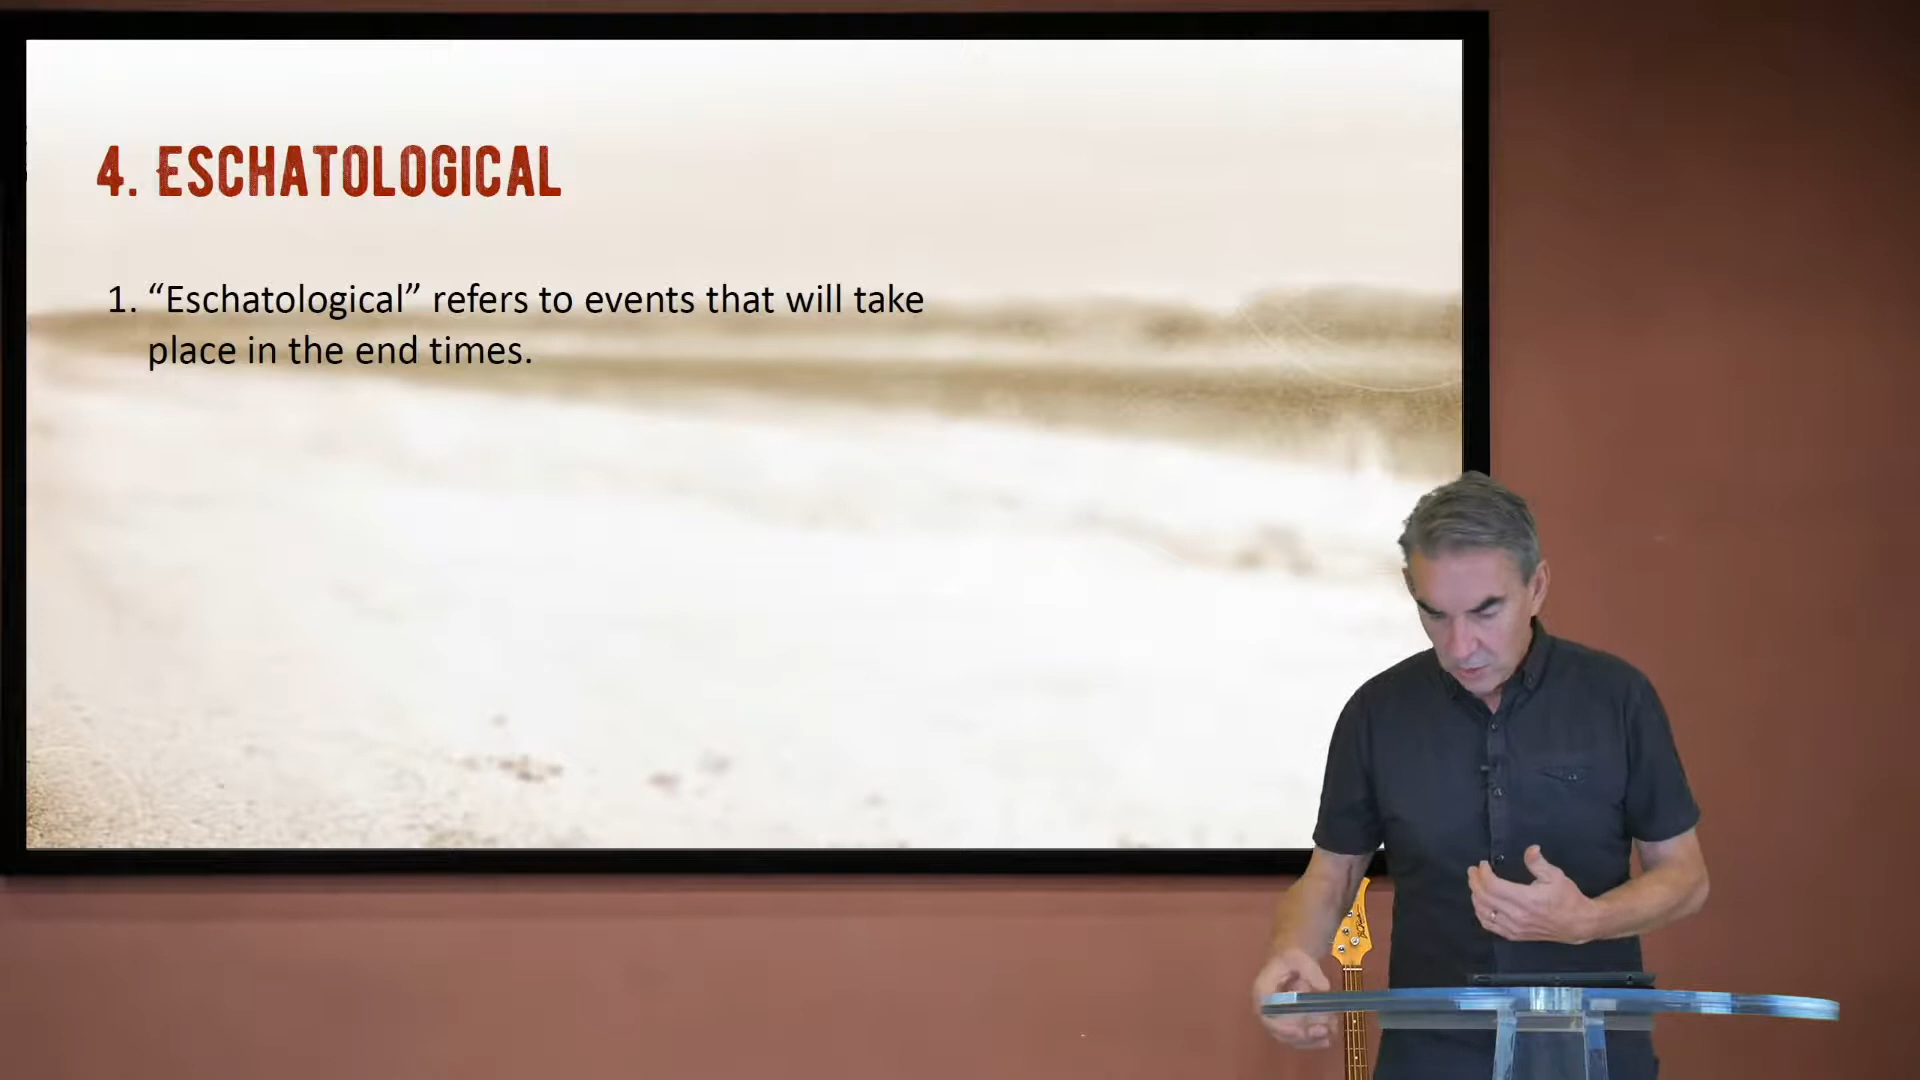 4. ESCHATOLOGICAL
1. “Eschatological” refers to events that will take
place in the end times.